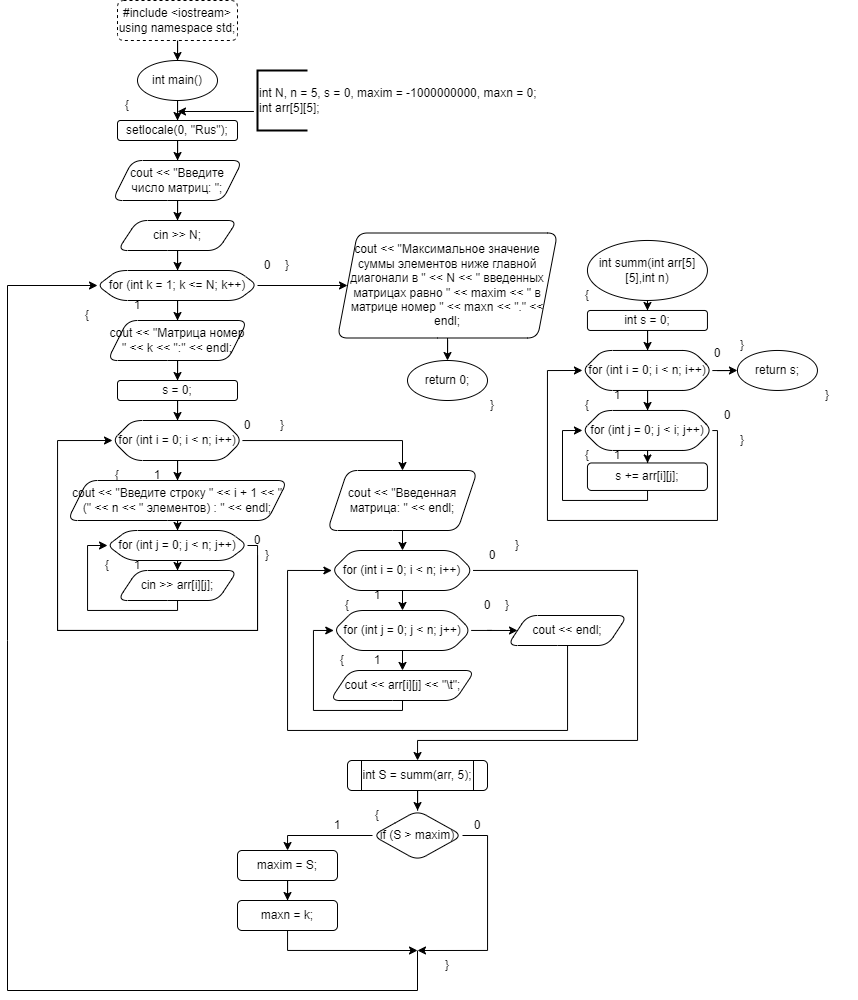 #include <iostream>
using namespace std;
int main()
{
int N, n = 5, s = 0, maxim = -1000000000, maxn = 0;
int arr[5][5];
setlocale(0, "Rus");
cout << "Введите
число матриц: ";
cin >> N;
for (int k = 1; k <= N; k++)
0
}
1
{
cout << "Максимальное значение
суммы элементов ниже главной
диагонали в " << N << " введенных
матрицах равно " << maxim << " в
матрице номер " << maxn << "." <<
endl;
return 0;
}
cout << "Матрица номер
" << k << ":" << endl;
s = 0;
for (int i = 0; i < n; i++)
0
}
{
1
cout << "Введите строку " << i + 1 << "
(" << n << " элементов) : " << endl;
for (int j = 0; j < n; j++)
0
}
{
1
cin >> arr[i][j];
cout << "Введенная
матрица: " << endl;
for (int i = 0; i < n; i++)
0
}
1
{
for (int j = 0; j < n; j++)
0
}
cout << endl;
{
1
cout << arr[i][j] << "\t";
int S = summ(arr, 5);
{
if (S > maxim)
1
0
maxim = S;
maxn = k;
}
int summ(int arr[5]
[5],int n)
{
int s = 0;
for (int i = 0; i < n; i++)
0
}
return s;
}
1
{
for (int j = 0; j < i; j++)
0
}
{
1
s += arr[i][j];